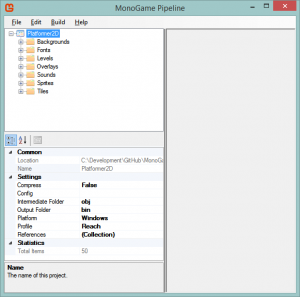 MonoGame Pipeline
File Edit Build Help
Platformer2D
Backgrounds
Fonts
Levels
Overlays
Sounds
Sprites
Tiles
Common
Location C:\Development\GitHub\MonoG
Name Platformer2D
Settings
Compress False
Config
Intermediate Folder obj
Output Folder bin
Platform Windows
Profile Reach
References (Collection)
Statistics
Total Items 50
Name
The name of this project.